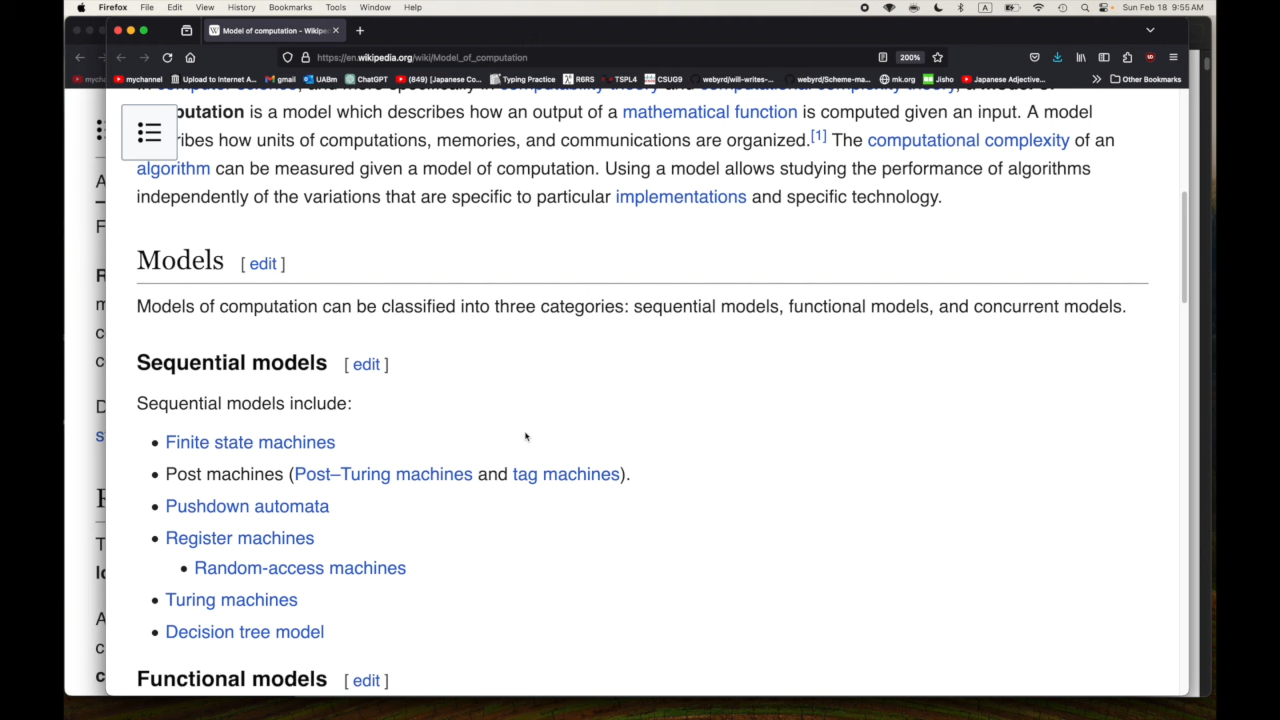 Firefox File Edit View History Bookmarks Tools Window Help Sun Feb 18 9:55 AM
Model of computation - Wikipe
https://en.wikipedia.org/wiki/Model_of_computation 200%
mychannel Upload to Internet A... gmail UABm ChatGPT (849) [Japanese Co... Typing Practice R6RS TSPL4 CSUG9 webyrd/will-writes-... webyrd/Scheme-ma... mk.org Jisho Japanese Adjective... Other Bookmarks
putation is a model which describes how an output of a mathematical function is computed given an input. A model
ribes how units of computations, memories, and communications are organized.[1] The computational complexity of an
algorithm can be measured given a model of computation. Using a model allows studying the performance of algorithms
independently of the variations that are specific to particular implementations and specific technology.
Models [ edit ]
Models of computation can be classified into three categories: sequential models, functional models, and concurrent models.
Sequential models [ edit ]
Sequential models include:
• Finite state machines
• Post machines (Post–Turing machines and tag machines).
• Pushdown automata
• Register machines
• Random-access machines
• Turing machines
• Decision tree model
Functional models [ edit ]